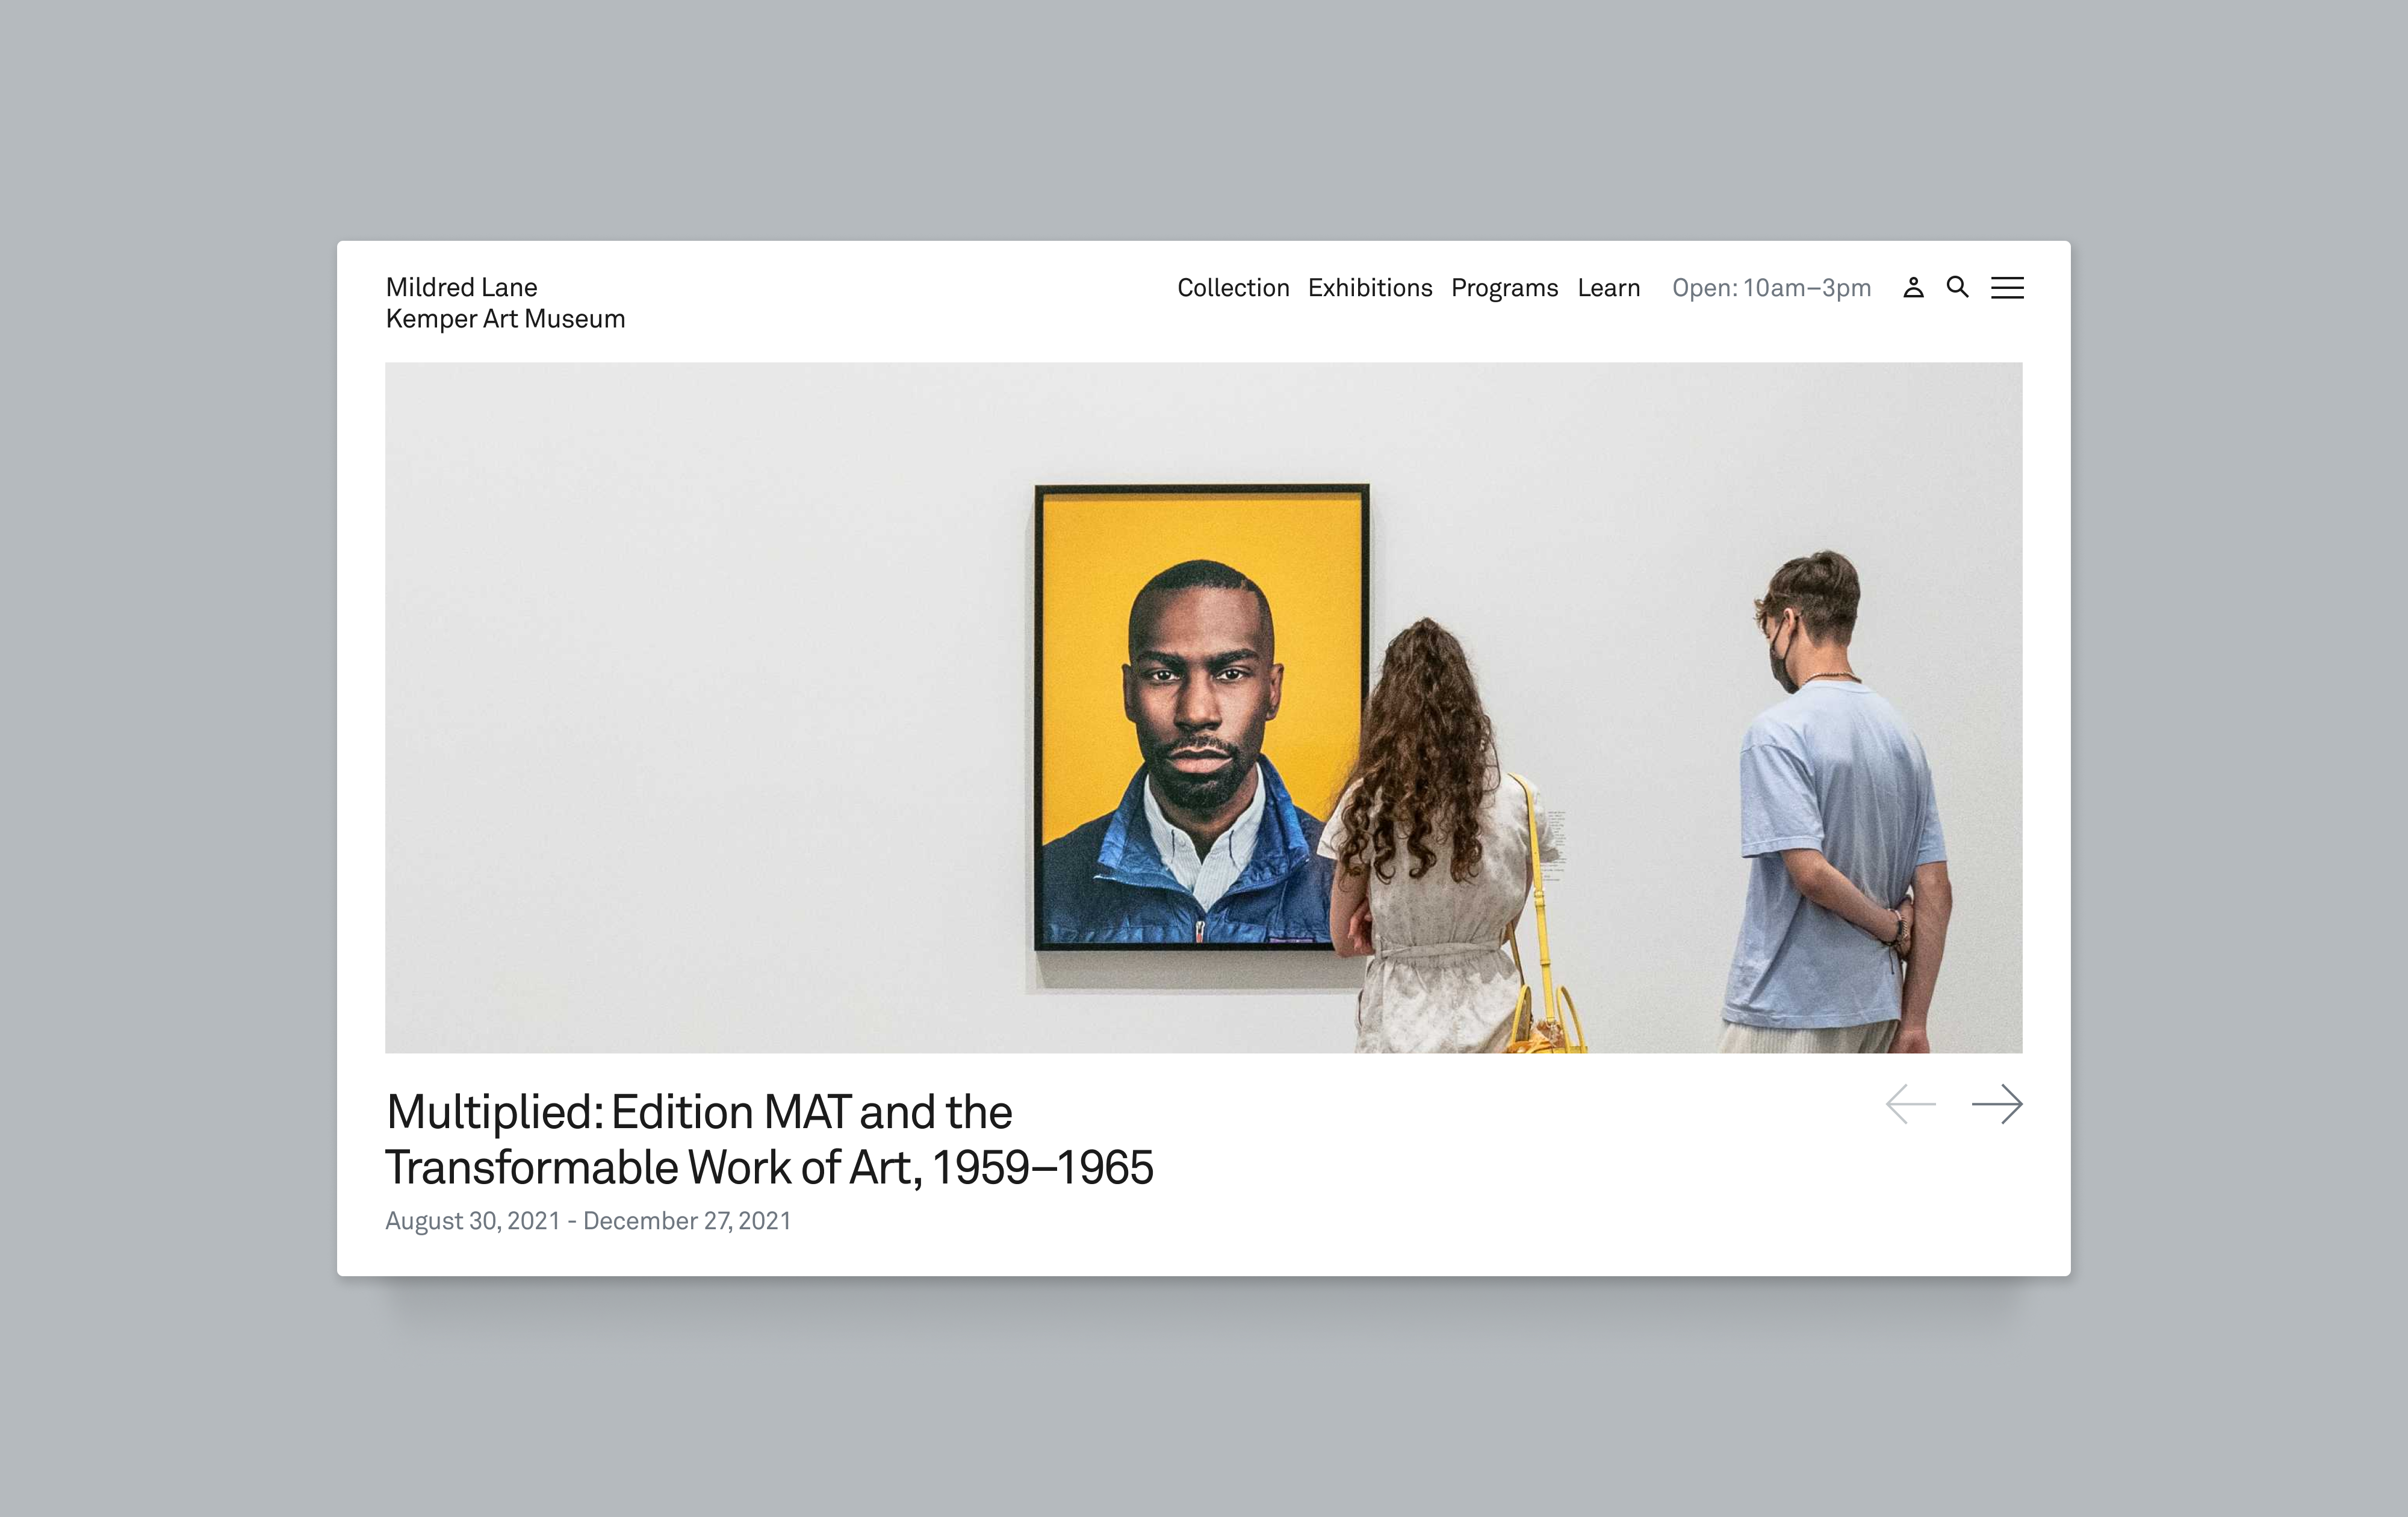 Mildred Lane
Kemper Art Museum
Collection Exhibitions Programs Learn Open: 10am–3pm
Multiplied: Edition MAT and the
Transformable Work of Art, 1959–1965
August 30, 2021 - December 27, 2021